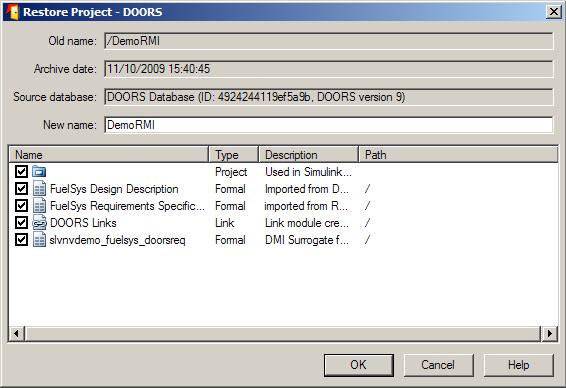 Restore Project - DOORS
Old name: /DemoRMI
Archive date: 11/10/2009 15:40:45
Source database: DOORS Database (ID: 4924244119ef5a9b, DOORS version 9)
New name: DemoRMI
Name Type Description Path
Project Used in Simulink...
FuelSys Design Description Formal Imported from D... /
FuelSys Requirements Specific... Formal imported from R... /
DOORS Links Link Link module cre... /
slvnvdemo_fuelsys_doorsreq Formal DMI Surrogate f... /
OK Cancel Help